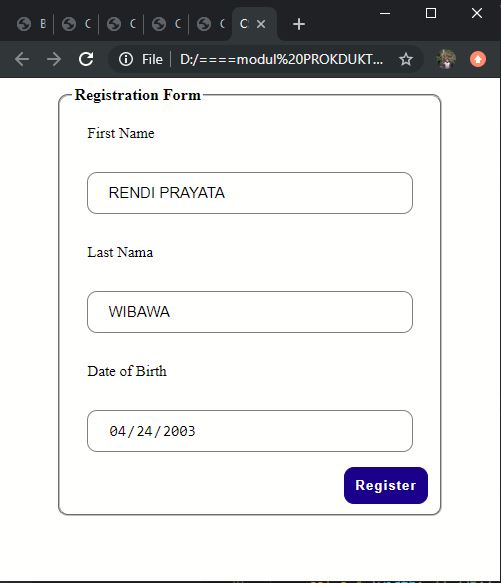 File
D:/====modul%20PROKDUKT...
Registration Form
First Name
RENDI PRAYATA
Last Nama
WIBAWA
Date of Birth
04/24/2003
Register